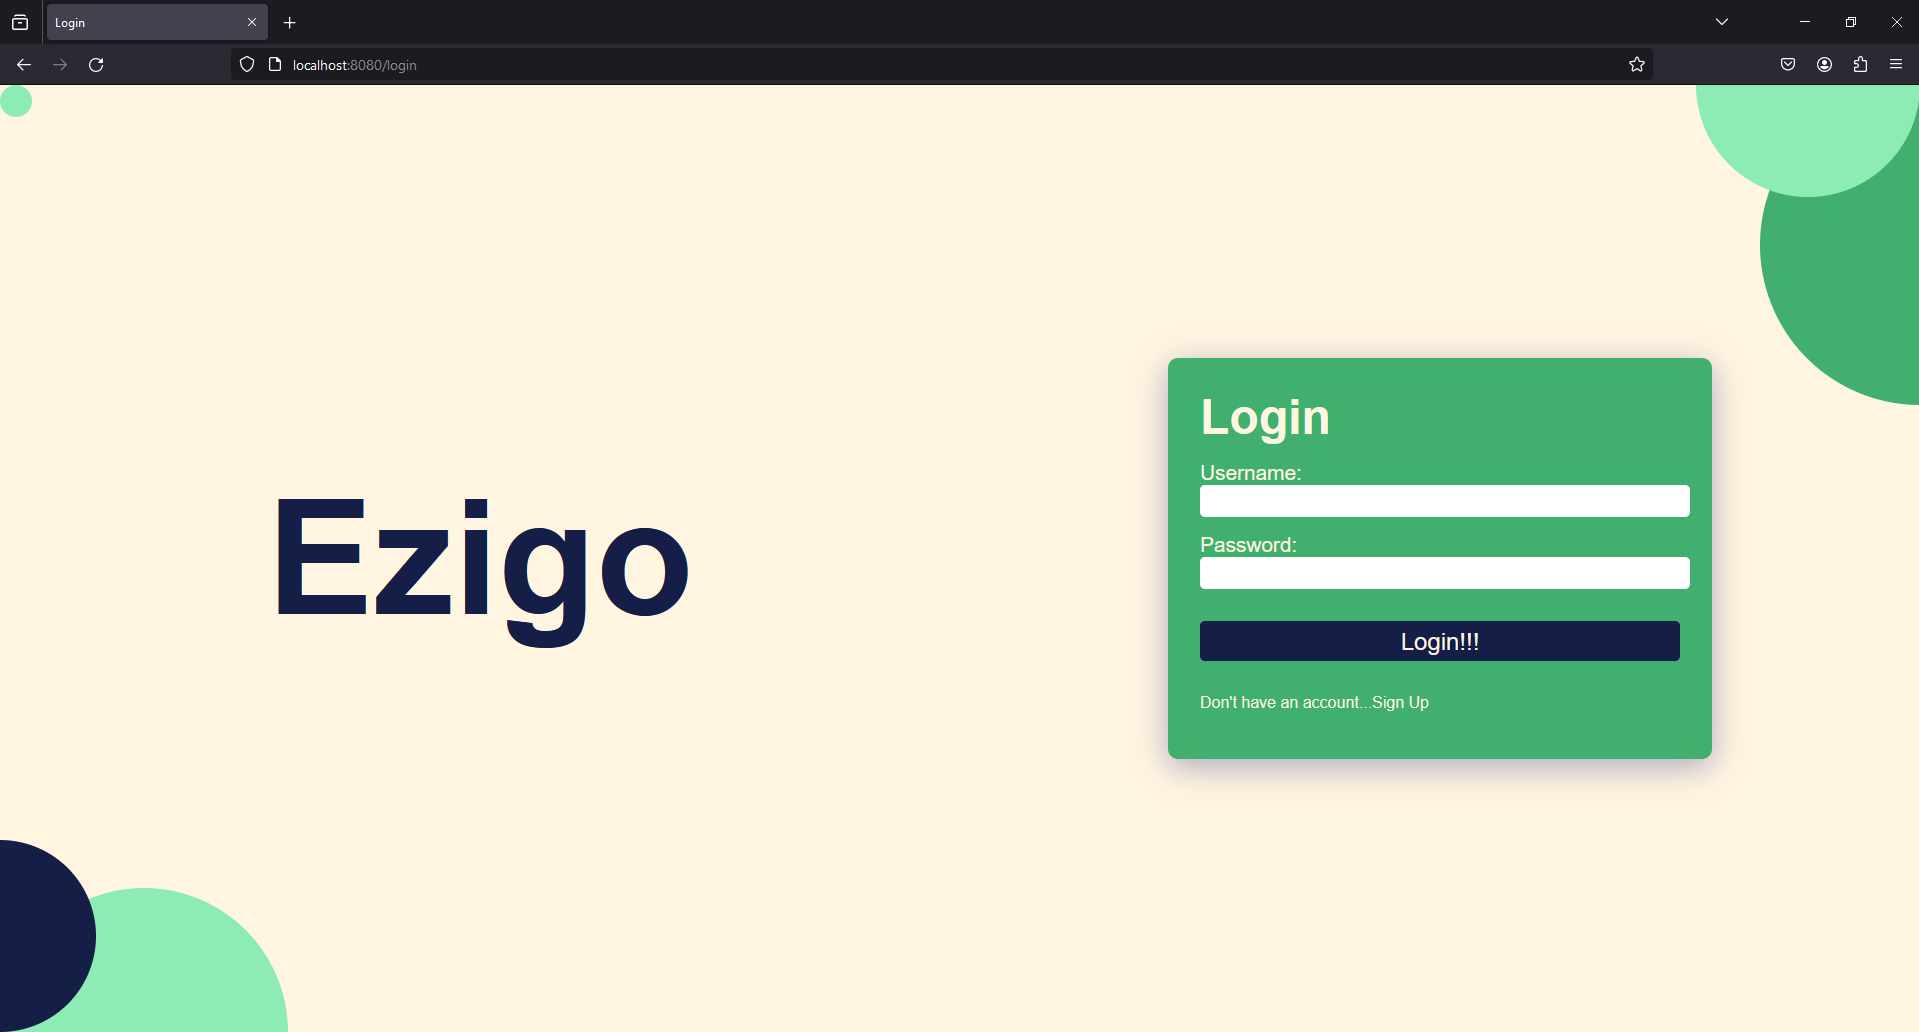 Login
localhost:8080/login
Ezigo
Login
Username:
Password:
Login!!!
Don't have an account...Sign Up